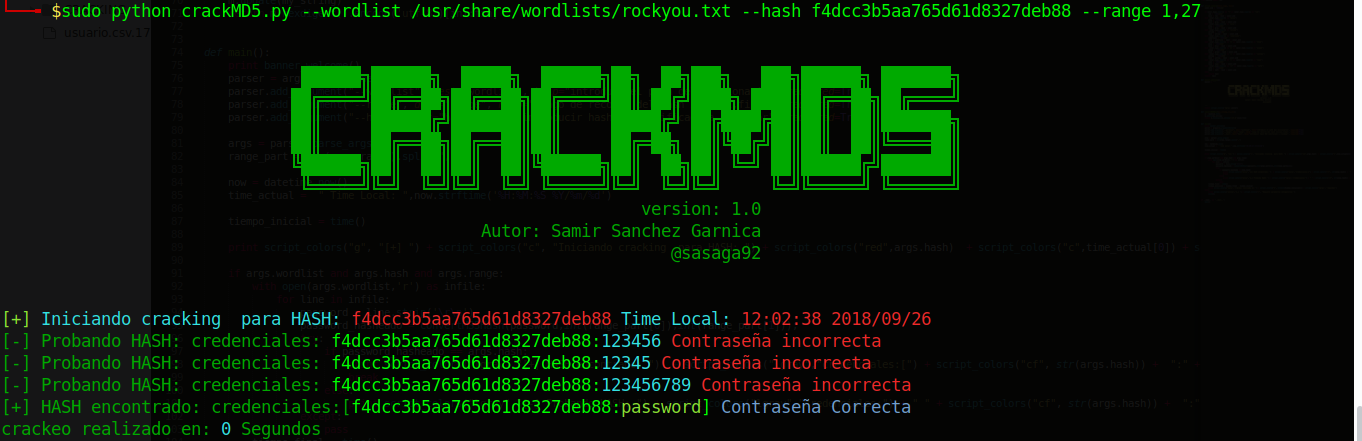 $sudo python crackMD5.py --wordlist /usr/share/wordlists/rockyou.txt --hash f4dcc3b5aa765d61d8327deb88 --range 1,27
usuario.csv.17
def main():
CRACKMD5
version: 1.0
Autor: Samir Sanchez Garnica
@sasaga92
[+] Iniciando cracking  para HASH: f4dcc3b5aa765d61d8327deb88 Time Local: 12:02:38 2018/09/26
[-] Probando HASH: credenciales: f4dcc3b5aa765d61d8327deb88:123456 Contraseña incorrecta
[-] Probando HASH: credenciales: f4dcc3b5aa765d61d8327deb88:12345 Contraseña incorrecta
[-] Probando HASH: credenciales: f4dcc3b5aa765d61d8327deb88:123456789 Contraseña incorrecta
[+] HASH encontrado: credenciales:[f4dcc3b5aa765d61d8327deb88:password] Contraseña Correcta
crackeo realizado en: 0 Segundos